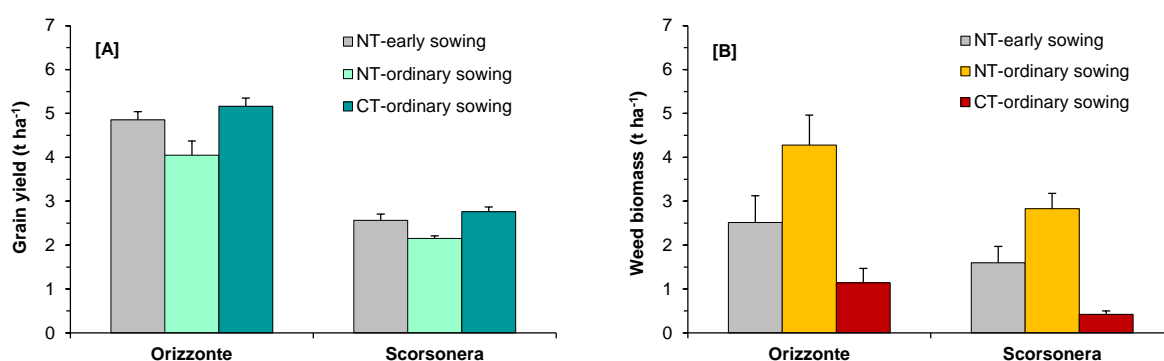 [A]
NT-early sowing
NT-ordinary sowing
CT-ordinary sowing
Grain yield (t ha⁻¹)
7
6
5
4
3
2
1
0
Orizzonte Scorsonera
[B]
NT-early sowing
NT-ordinary sowing
CT-ordinary sowing
Weed biomass (t ha⁻¹)
7
6
5
4
3
2
1
0
Orizzonte Scorsonera